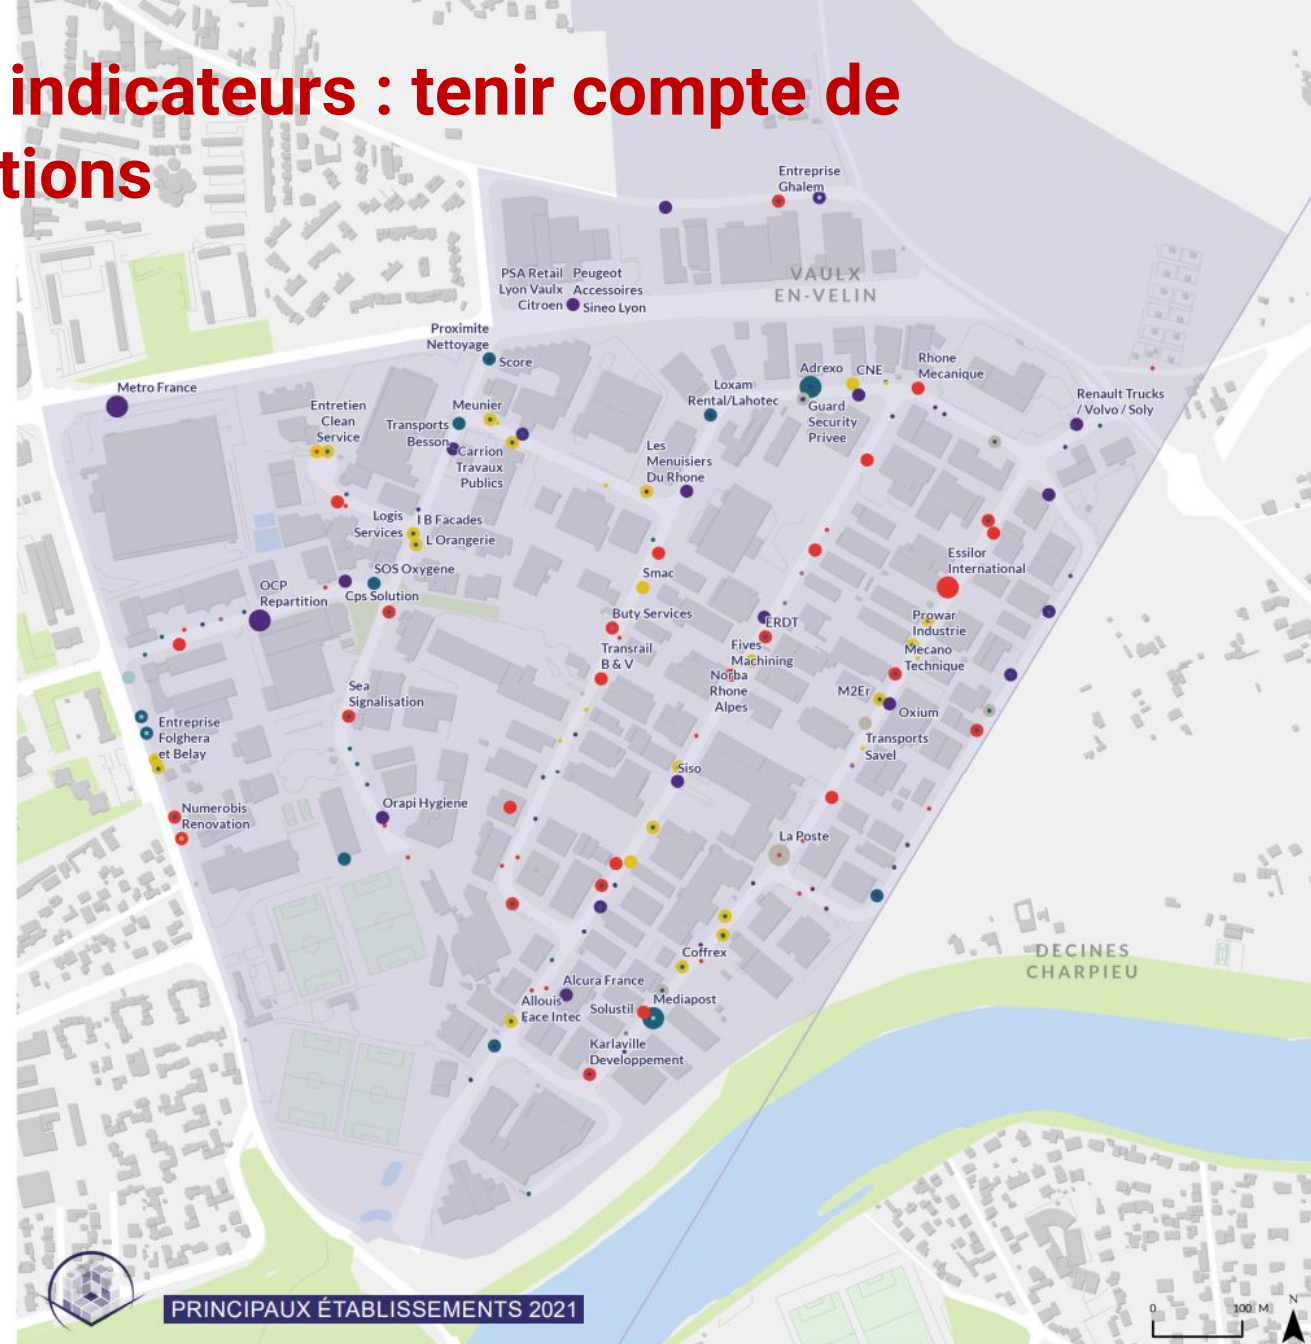 indicateurs : tenir compte de
tions
Entreprise
Ghalem
VAULX
EN-VELIN
PSA Retail
Lyon Vaulx
Citroen
Peugeot
Accessoires
Sineo Lyon
Proximite
Nettoyage
Score
Metro France
Entretien
Clean
Service
Meunier
Transports
Besson
Carrion
Travaux
Publics
Loxam
Rental/Lahotec
Adrexo
CNE
Guard
Security
Privee
Rhone
Mecanique
Renault Trucks
/ Volvo / Soly
Les
Menuisiers
Du Rhone
Logis
Services
I B Facades
L Orangerie
SOS Oxygene
Cps Solution
OCP
Repartition
Smac
Essilor
International
Buty Services
Transrail
B & V
ERDT
Fives
Machining
Norba
Rhone
Alpes
Prowar
Industrie
Mecano
Technique
M2Er
Oxium
Transports
Savel
Sea
Signalisation
Entreprise
Folghera
et Belay
Siso
Orapi Hygiene
Numerobis
Renovation
La Poste
Coffrex
DECINES
CHARPIEU
Alcura France
Allouis
Face Intec
Solustil
Mediapost
Karlaville
Developpement
PRINCIPAUX ÉTABLISSEMENTS 2021
0
100 M
N